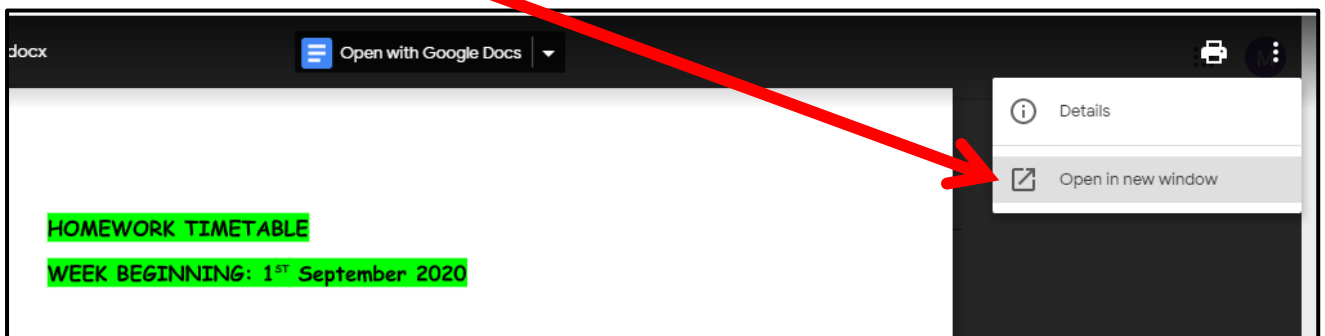 docx
Open with Google Docs
Details
Open in new window
HOMEWORK TIMETABLE
WEEK BEGINNING: 1ST September 2020